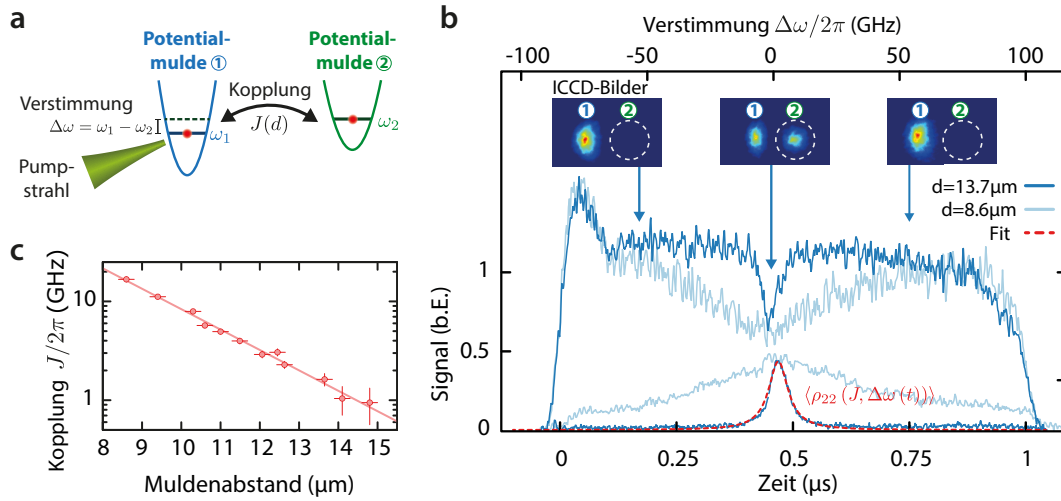 a
Potential-
mulde ①
Potential-
mulde ②
Kopplung
J(d)
Verstimmung
Δω = ω₁ − ω₂
ω₁
ω₂
Pump-
strahl
b
Verstimmung Δω/2π (GHz)
-100 -50 0 50 100
ICCD-Bilder
① ② ① ② ① ②
d=13.7µm
d=8.6µm
Fit
Signal (b.E.)
1
0.5
0
⟨ρ₂₂ (J, Δω (t))⟩
0 0.25 0.5 0.75 1
Zeit (µs)
c
Kopplung J/2π (GHz)
10
1
8 9 10 11 12 13 14 15
Muldenabstand (µm)